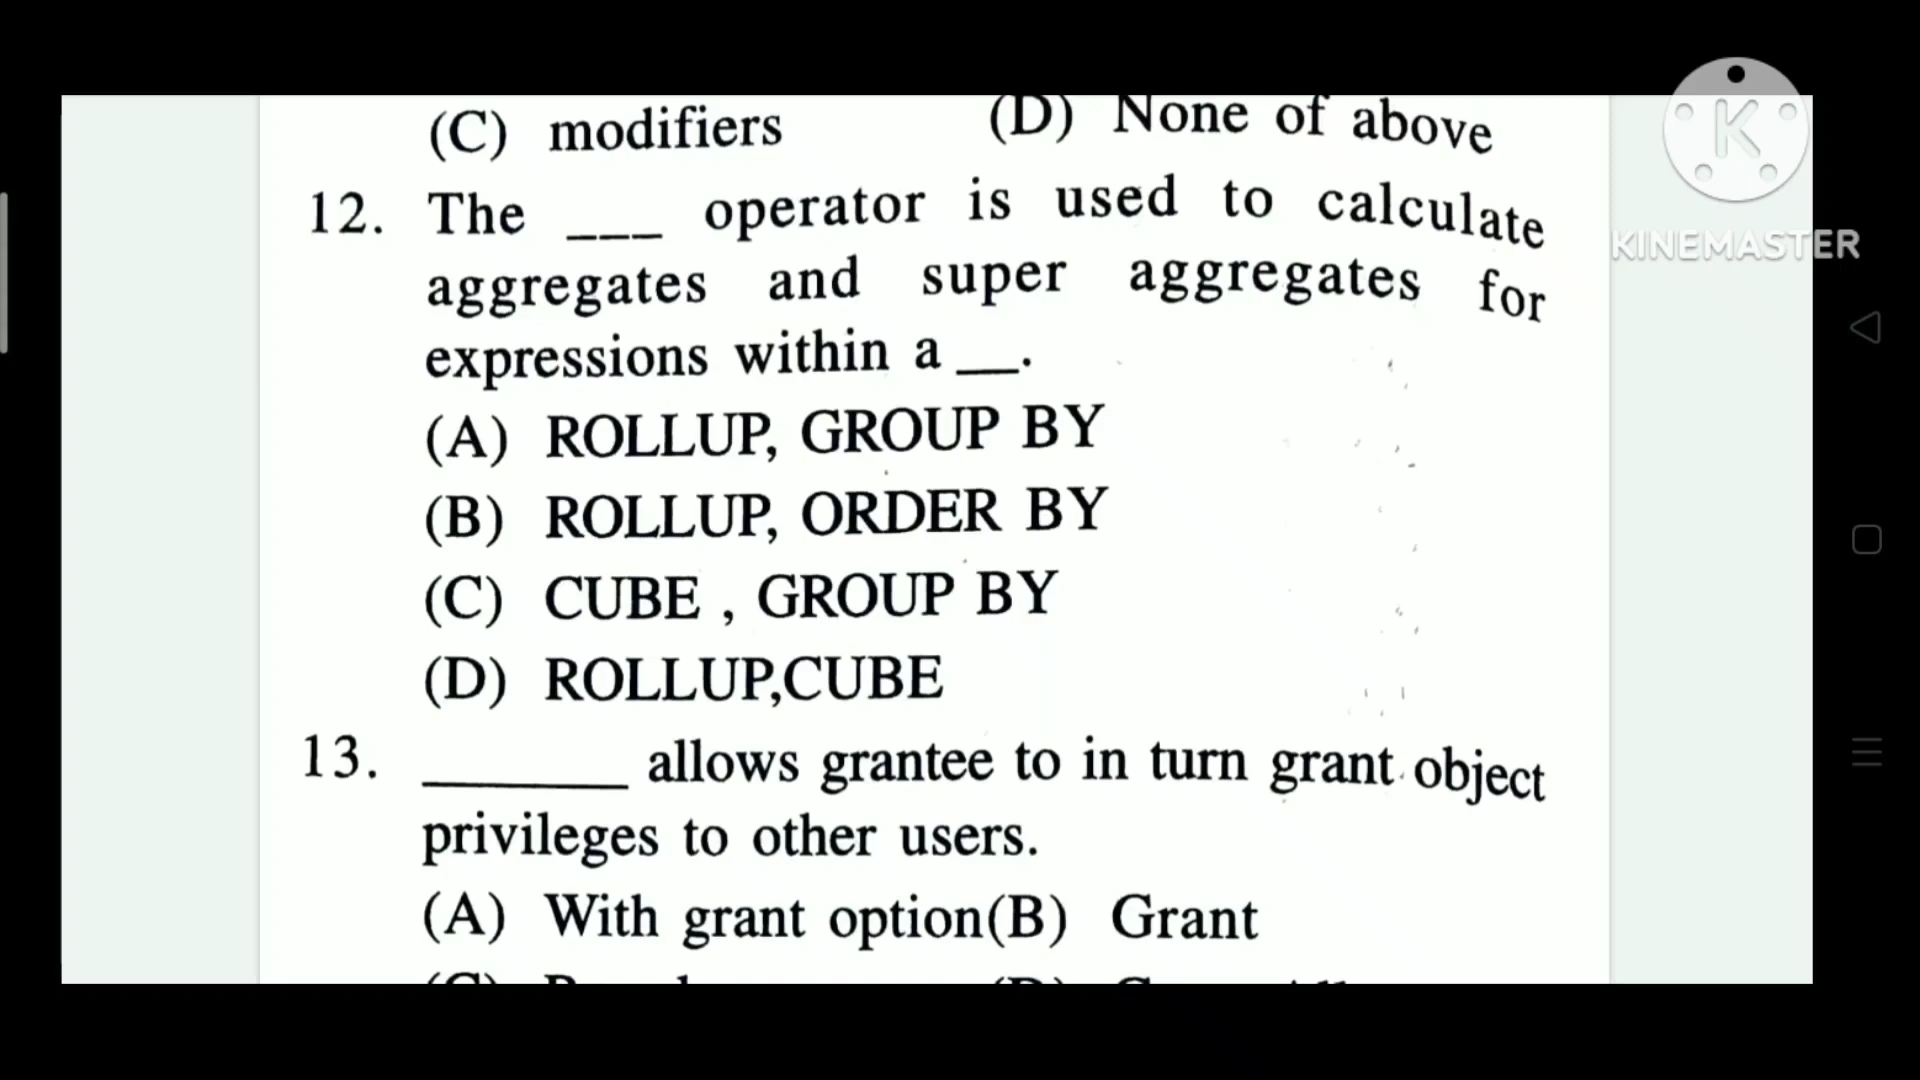 (C) modifiers (D) None of above
K
KINEMASTER
12. The ___ operator is used to calculate
aggregates and super aggregates for
expressions within a __.
(A) ROLLUP, GROUP BY
(B) ROLLUP, ORDER BY
(C) CUBE , GROUP BY
(D) ROLLUP,CUBE
13. ______ allows grantee to in turn grant object
privileges to other users.
(A) With grant option(B) Grant